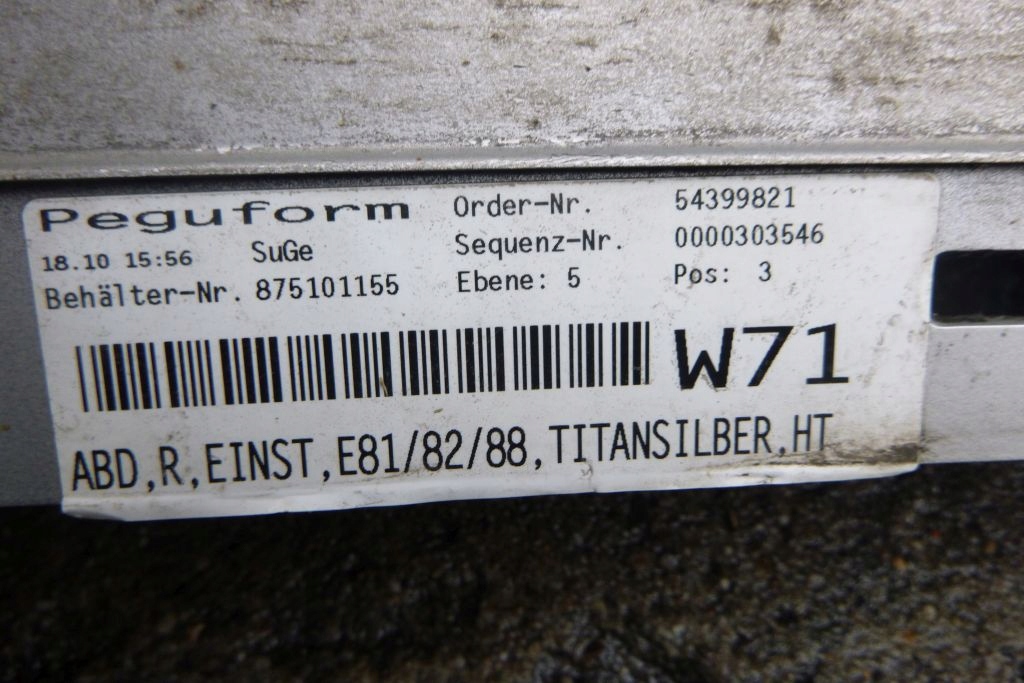 Peguform Order-Nr. 54399821
18.10 15:56 SuGe Sequenz-Nr. 0000303546
Behälter-Nr. 875101155 Ebene: 5 Pos: 3
W71
ABD,R,EINST,E81/82/88,TITANSILBER,HT